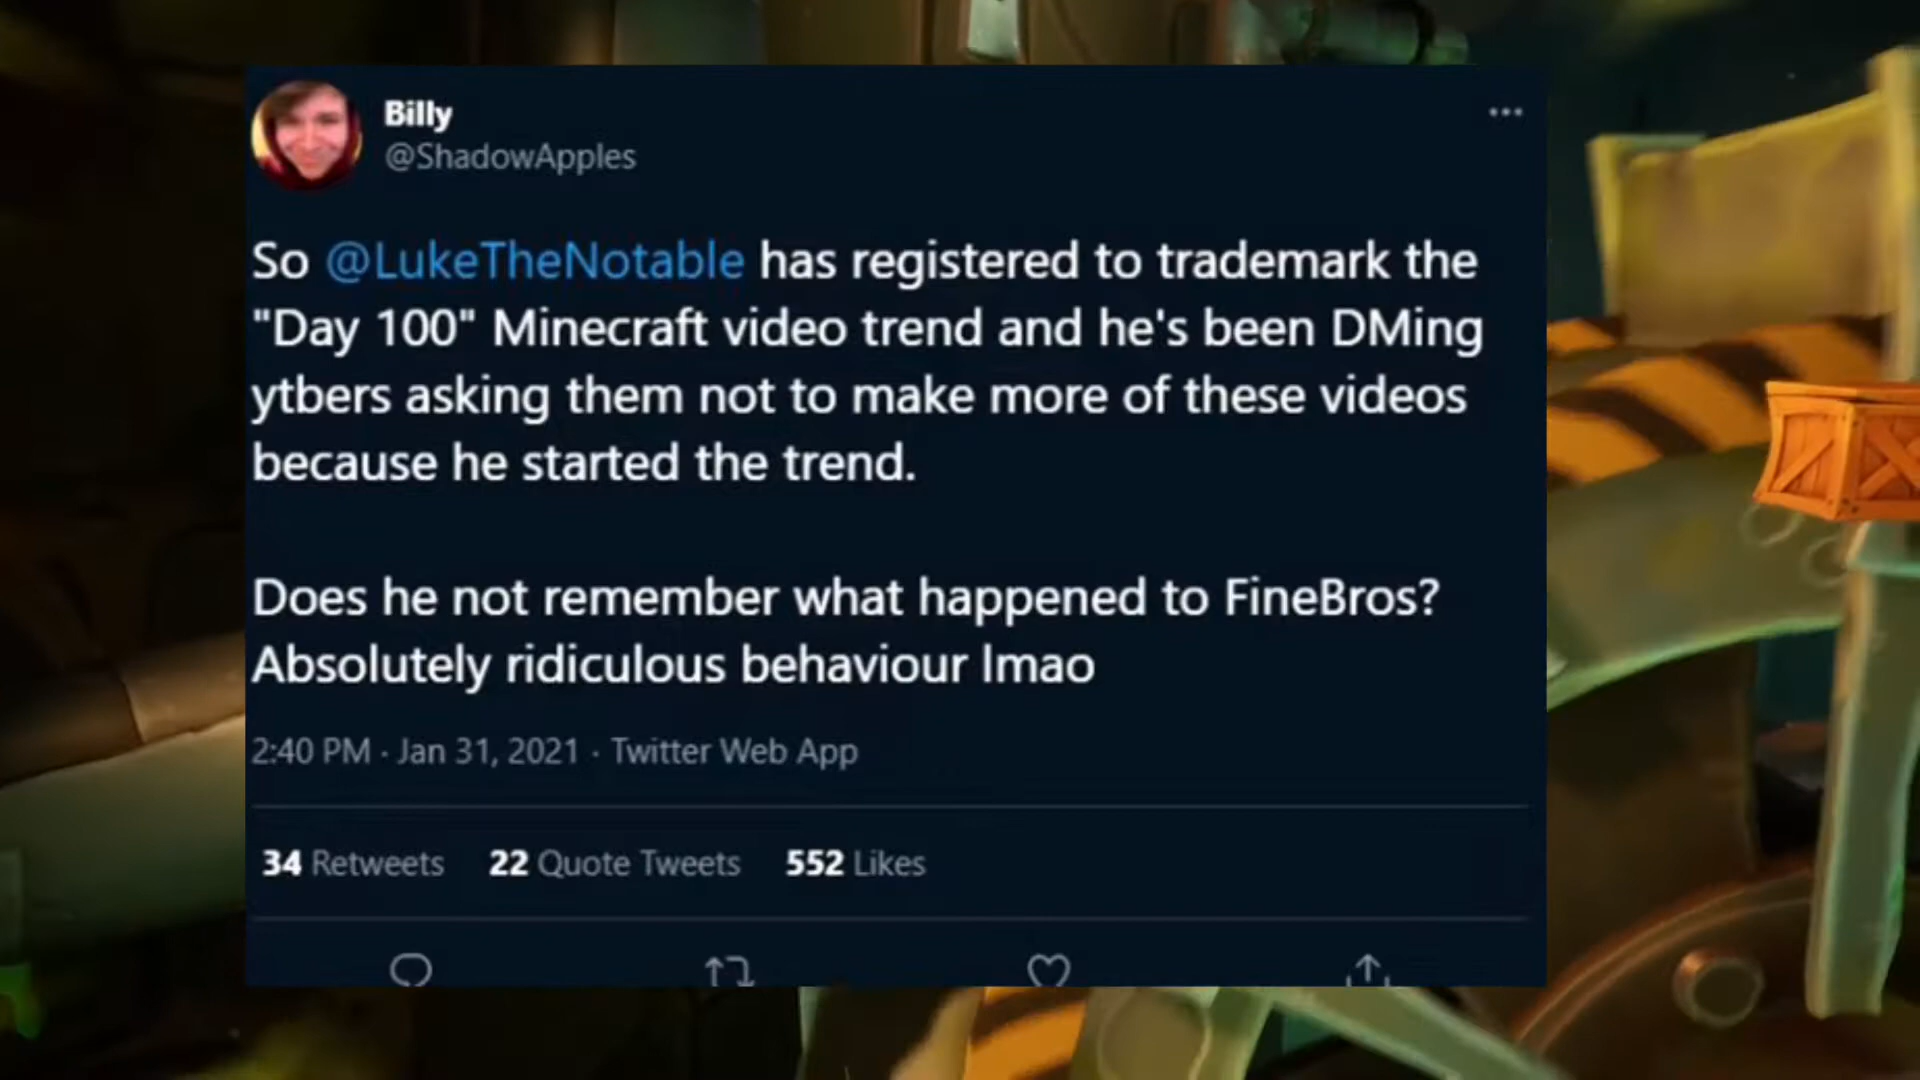 Billy
@ShadowApples
So @LukeTheNotable has registered to trademark the
"Day 100" Minecraft video trend and he's been DMing
ytbers asking them not to make more of these videos
because he started the trend.
Does he not remember what happened to FineBros?
Absolutely ridiculous behaviour lmao
2:40 PM · Jan 31, 2021 · Twitter Web App
34 Retweets 22 Quote Tweets 552 Likes